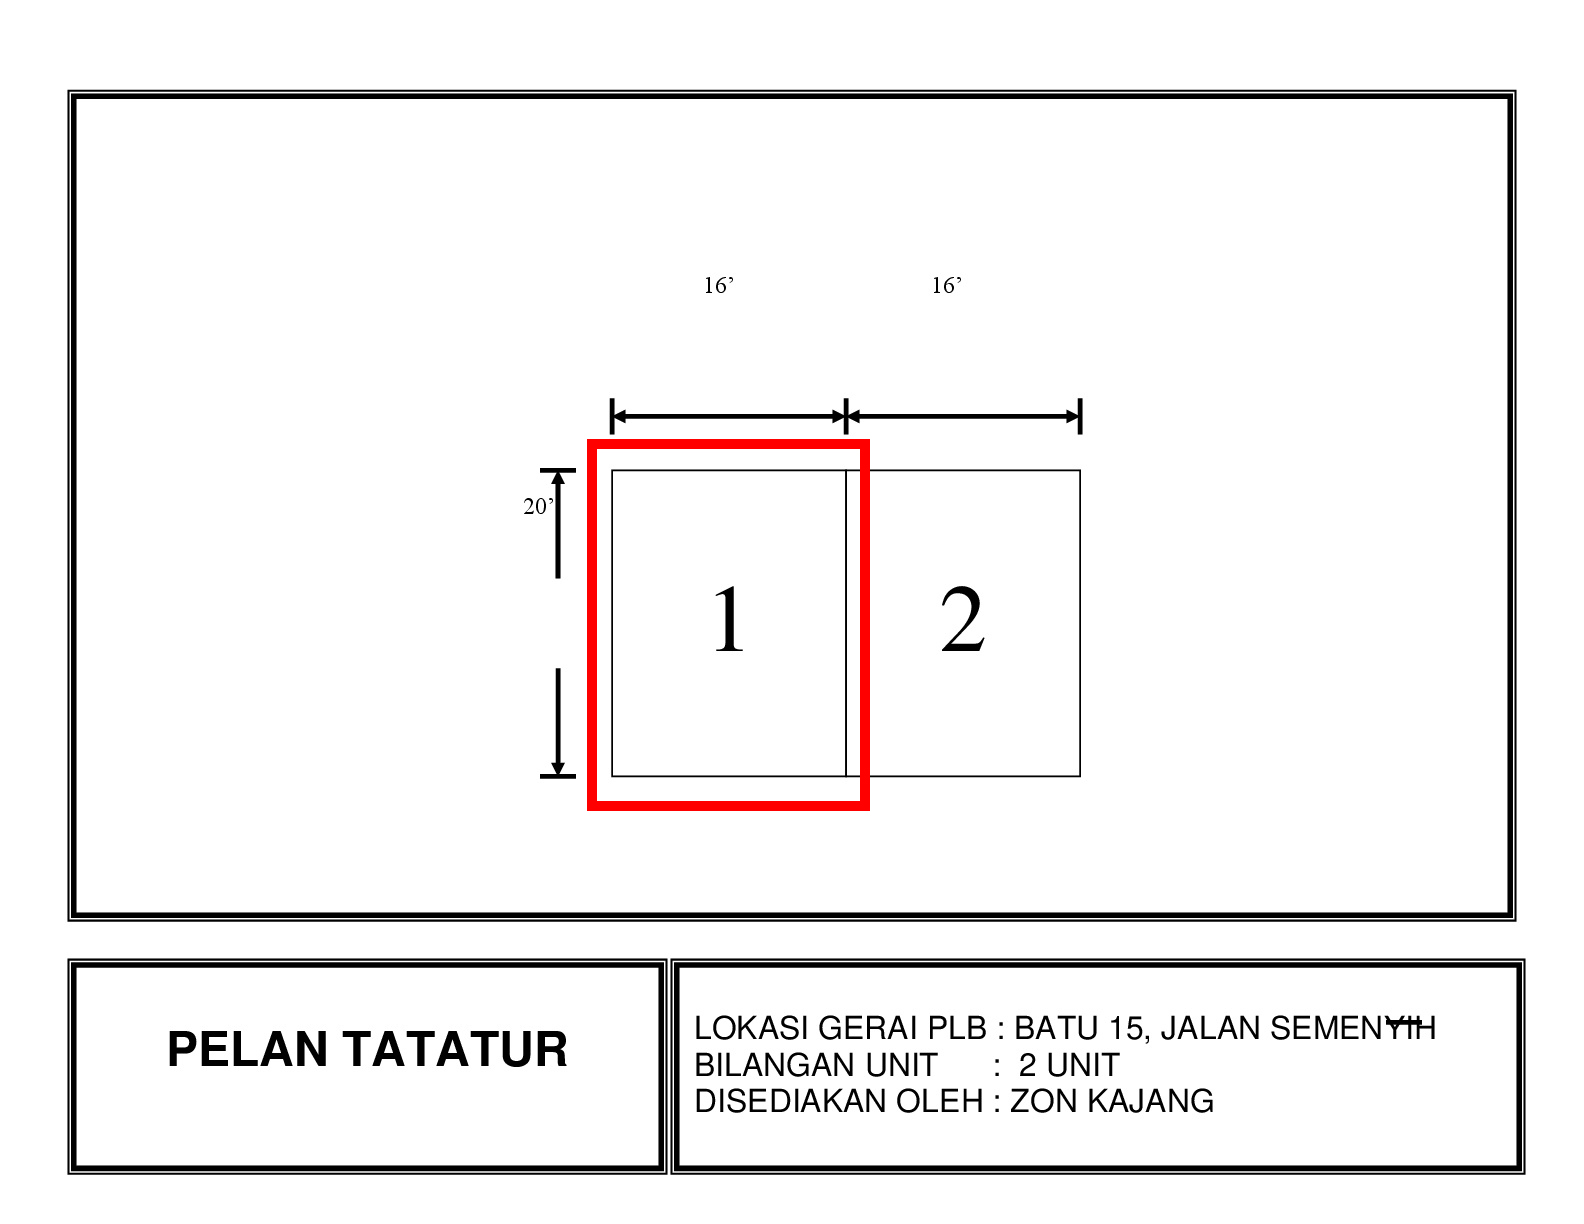 16’ 16’
20’
1 2
PELAN TATATUR
LOKASI GERAI PLB : BATU 15, JALAN SEMENYIH
BILANGAN UNIT : 2 UNIT
DISEDIAKAN OLEH : ZON KAJANG